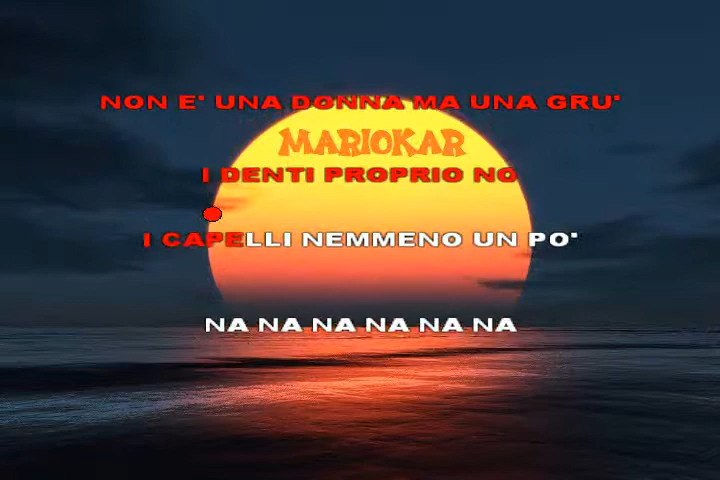 NON E' UNA DONNA MA UNA GRU'
MARIOKAR
I DENTI PROPRIO NO
I CAPELLI NEMMENO UN PO'
NA NA NA NA NA NA